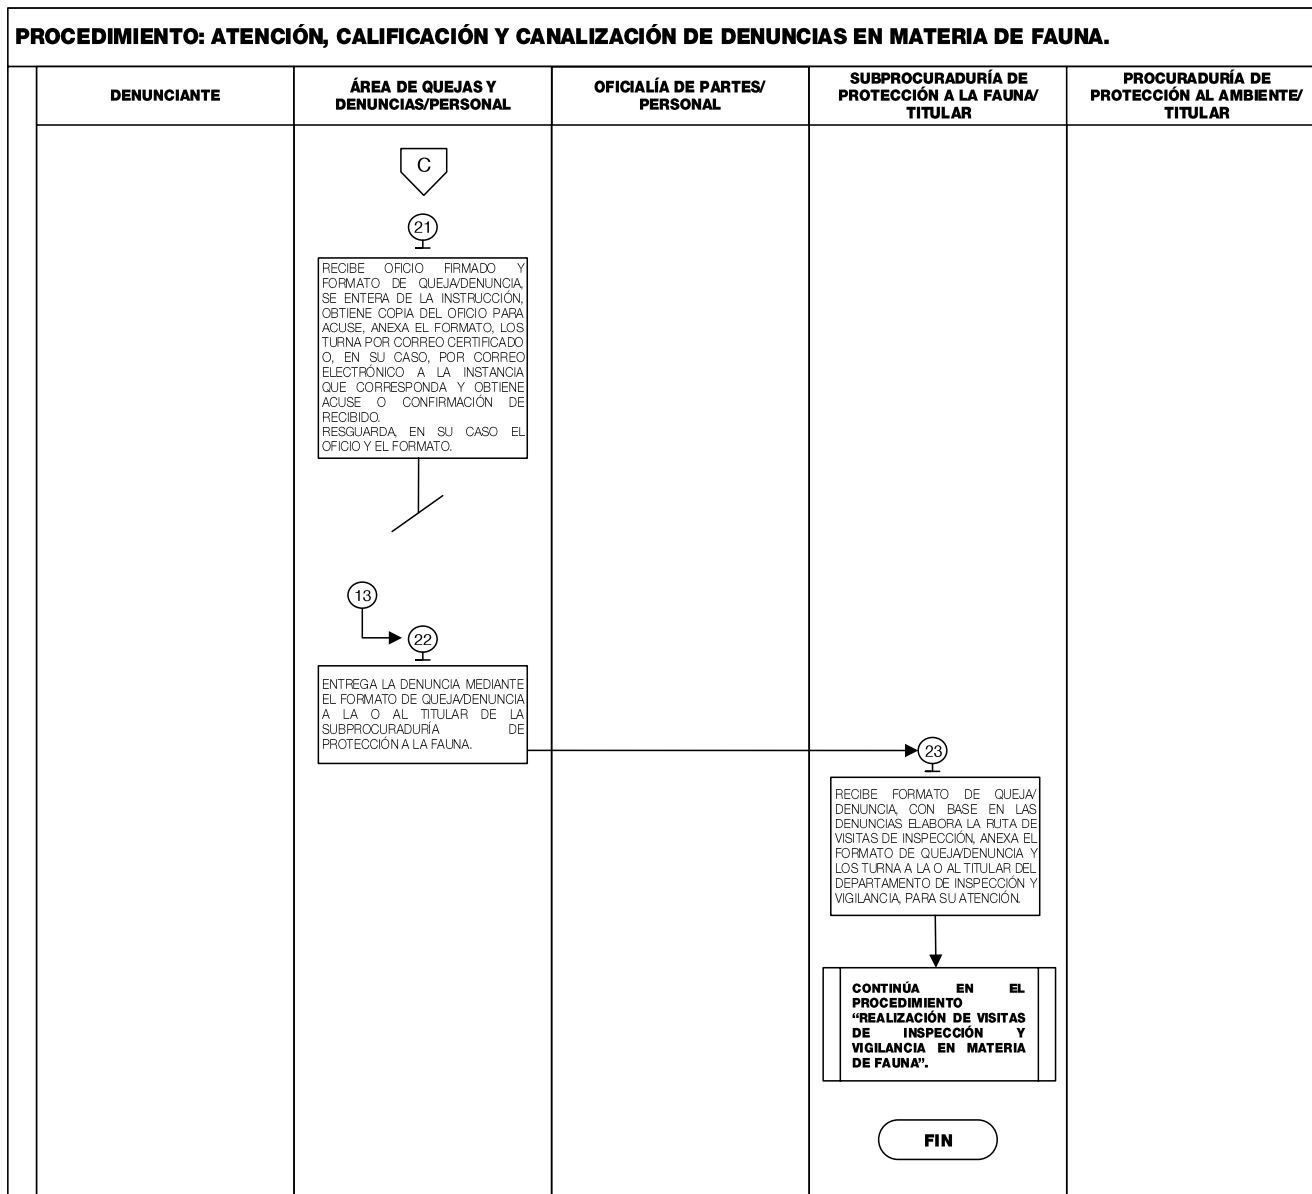 PROCEDIMIENTO: ATENCIÓN, CALIFICACIÓN Y CANALIZACIÓN DE DENUNCIAS EN MATERIA DE FAUNA.
DENUNCIANTE
ÁREA DE QUEJAS Y
DENUNCIAS/PERSONAL
OFICIALÍA DE PARTES/
PERSONAL
SUBPROCURADURÍA DE
PROTECCIÓN A LA FAUNA/
TITULAR
PROCURADURÍA DE
PROTECCIÓN AL AMBIENTE/
TITULAR
C
21
RECIBE OFICIO FIRMADO Y
FORMATO DE QUEJA/DENUNCIA,
SE ENTERA DE LA INSTRUCCIÓN,
OBTIENE COPIA DEL OFICIO PARA
ACUSE, ANEXA EL FORMATO, LOS
TURNA POR CORREO CERTIFICADO
O, EN SU CASO, POR CORREO
ELECTRÓNICO A LA INSTANCIA
QUE CORRESPONDA Y OBTIENE
ACUSE O CONFIRMACIÓN DE
RECIBIDO.
RESGUARDA, EN SU CASO EL
OFICIO Y EL FORMATO.
13
22
ENTREGA LA DENUNCIA MEDIANTE
EL FORMATO DE QUEJA/DENUNCIA
A LA O AL TITULAR DE LA
SUBPROCURADURÍA DE
PROTECCIÓN A LA FAUNA.
23
RECIBE FORMATO DE QUEJA/
DENUNCIA, CON BASE EN LAS
DENUNCIAS ELABORA LA RUTA DE
VISITAS DE INSPECCIÓN, ANEXA EL
FORMATO DE QUEJA/DENUNCIA Y
LOS TURNA A LA O AL TITULAR DEL
DEPARTAMENTO DE INSPECCIÓN Y
VIGILANCIA, PARA SU ATENCIÓN.
CONTINÚA EN EL
PROCEDIMIENTO
“REALIZACIÓN DE VISITAS
DE INSPECCIÓN Y
VIGILANCIA EN MATERIA
DE FAUNA”.
FIN